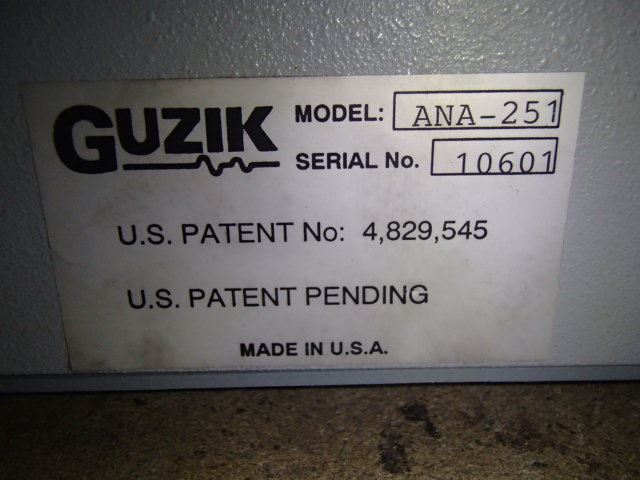 GUZIK
MODEL: ANA-251
SERIAL No. 10601
U.S. PATENT No: 4,829,545
U.S. PATENT PENDING
MADE IN U.S.A.